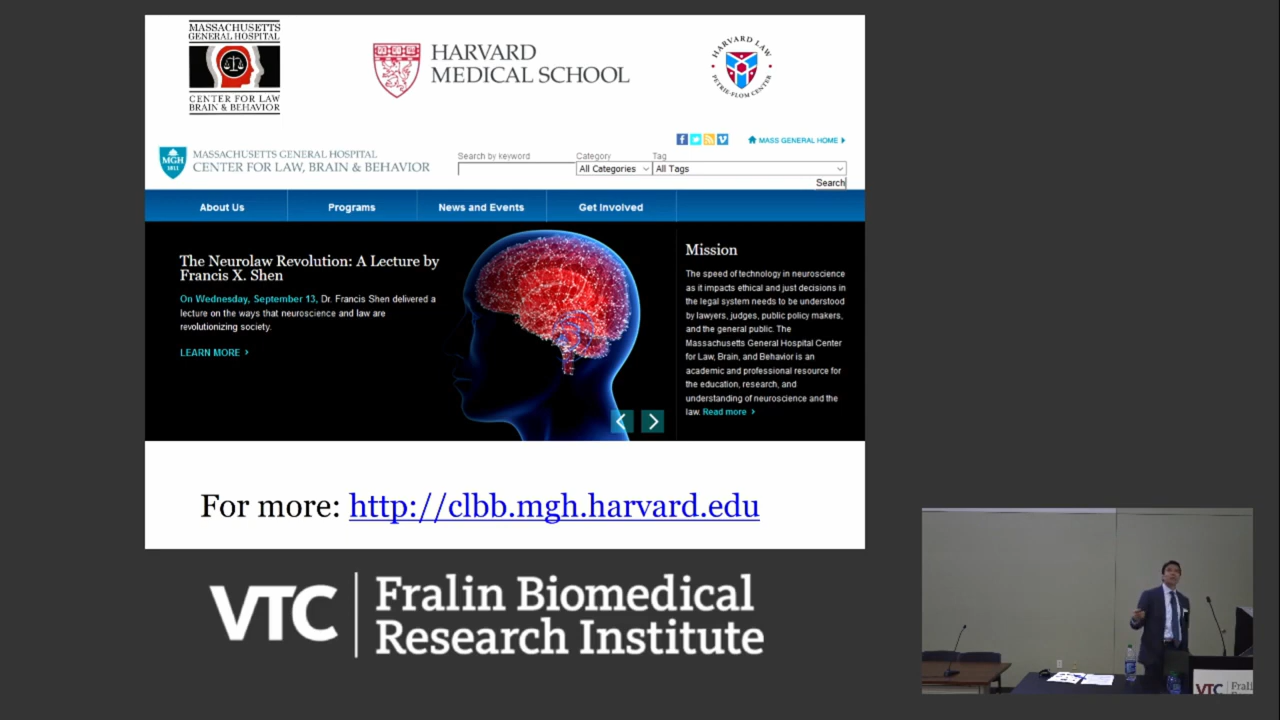 MASSACHUSETTS
GENERAL HOSPITAL
CENTER FOR LAW
BRAIN & BEHAVIOR
HARVARD
MEDICAL SCHOOL
HARVARD LAW
PETRIE-FLOM CENTER
MASS GENERAL HOME
MGH
1811
MASSACHUSETTS GENERAL HOSPITAL
CENTER FOR LAW, BRAIN & BEHAVIOR
Search by keyword
Category
All Categories
Tag
All Tags
Search
About Us
Programs
News and Events
Get Involved
The Neurolaw Revolution: A Lecture by
Francis X. Shen
On Wednesday, September 13, Dr. Francis Shen delivered a
lecture on the ways that neuroscience and law are
revolutionizing society.
LEARN MORE
Mission
The speed of technology in neuroscience
as it impacts ethical and just decisions in
the legal system needs to be understood
by lawyers, judges, public policy makers,
and the general public. The
Massachusetts General Hospital Center
for Law, Brain, and Behavior is an
academic and professional resource for
the education, research, and
understanding of neuroscience and the
law. Read more
For more: http://clbb.mgh.harvard.edu
VTC
Fralin Biomedical
Research Institute
VTC Fral